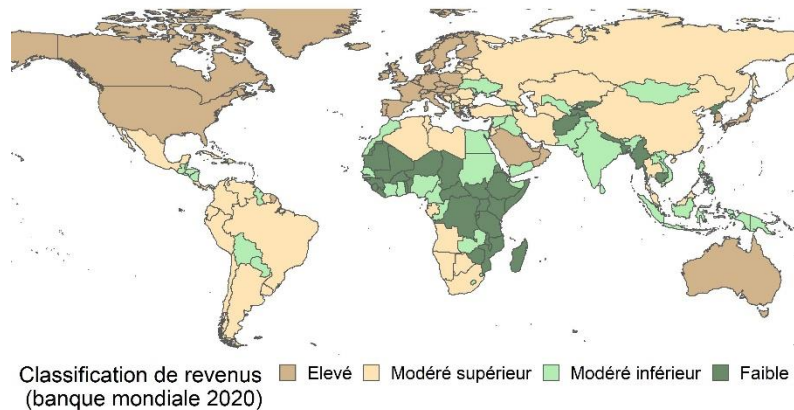 Classification de revenus
(banque mondiale 2020)
Elevé Modéré supérieur Modéré inférieur Faible